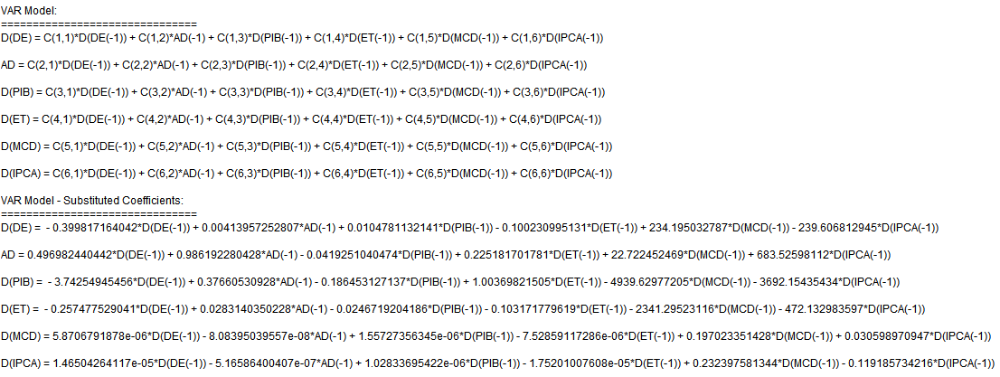 VAR Model:
===============================
D(DE) = C(1,1)*D(DE(-1)) + C(1,2)*AD(-1) + C(1,3)*D(PIB(-1)) + C(1,4)*D(ET(-1)) + C(1,5)*D(MCD(-1)) + C(1,6)*D(IPCA(-1))
AD = C(2,1)*D(DE(-1)) + C(2,2)*AD(-1) + C(2,3)*D(PIB(-1)) + C(2,4)*D(ET(-1)) + C(2,5)*D(MCD(-1)) + C(2,6)*D(IPCA(-1))
D(PIB) = C(3,1)*D(DE(-1)) + C(3,2)*AD(-1) + C(3,3)*D(PIB(-1)) + C(3,4)*D(ET(-1)) + C(3,5)*D(MCD(-1)) + C(3,6)*D(IPCA(-1))
D(ET) = C(4,1)*D(DE(-1)) + C(4,2)*AD(-1) + C(4,3)*D(PIB(-1)) + C(4,4)*D(ET(-1)) + C(4,5)*D(MCD(-1)) + C(4,6)*D(IPCA(-1))
D(MCD) = C(5,1)*D(DE(-1)) + C(5,2)*AD(-1) + C(5,3)*D(PIB(-1)) + C(5,4)*D(ET(-1)) + C(5,5)*D(MCD(-1)) + C(5,6)*D(IPCA(-1))
D(IPCA) = C(6,1)*D(DE(-1)) + C(6,2)*AD(-1) + C(6,3)*D(PIB(-1)) + C(6,4)*D(ET(-1)) + C(6,5)*D(MCD(-1)) + C(6,6)*D(IPCA(-1))
VAR Model - Substituted Coefficients:
===============================
D(DE) = - 0.399817164042*D(DE(-1)) + 0.00413957252807*AD(-1) + 0.0104781132141*D(PIB(-1)) - 0.100230995131*D(ET(-1)) + 234.195032787*D(MCD(-1)) - 239.606812945*D(IPCA(-1))
AD = 0.496982440442*D(DE(-1)) + 0.986192280428*AD(-1) - 0.0419251040474*D(PIB(-1)) + 0.225181701781*D(ET(-1)) + 22.722452469*D(MCD(-1)) + 683.52598112*D(IPCA(-1))
D(PIB) = - 3.74254945456*D(DE(-1)) + 0.37660530928*AD(-1) - 0.186453127137*D(PIB(-1)) + 1.00369821505*D(ET(-1)) - 4939.62977205*D(MCD(-1)) - 3692.15435434*D(IPCA(-1))
D(ET) = - 0.257477529041*D(DE(-1)) + 0.0283140350228*AD(-1) - 0.0246719204186*D(PIB(-1)) - 0.103171779619*D(ET(-1)) - 2341.29523116*D(MCD(-1)) - 472.132983597*D(IPCA(-1))
D(MCD) = 5.8706791878e-06*D(DE(-1)) - 8.08395039557e-08*AD(-1) + 1.55727356345e-06*D(PIB(-1)) - 7.52859117286e-06*D(ET(-1)) + 0.197023351428*D(MCD(-1)) + 0.030598970947*D(IPCA(-1))
D(IPCA) = 1.46504264117e-05*D(DE(-1)) - 5.16586400407e-07*AD(-1) + 1.02833695422e-06*D(PIB(-1)) - 1.75201007608e-05*D(ET(-1)) + 0.232397581344*D(MCD(-1)) - 0.119185734216*D(IPCA(-1))